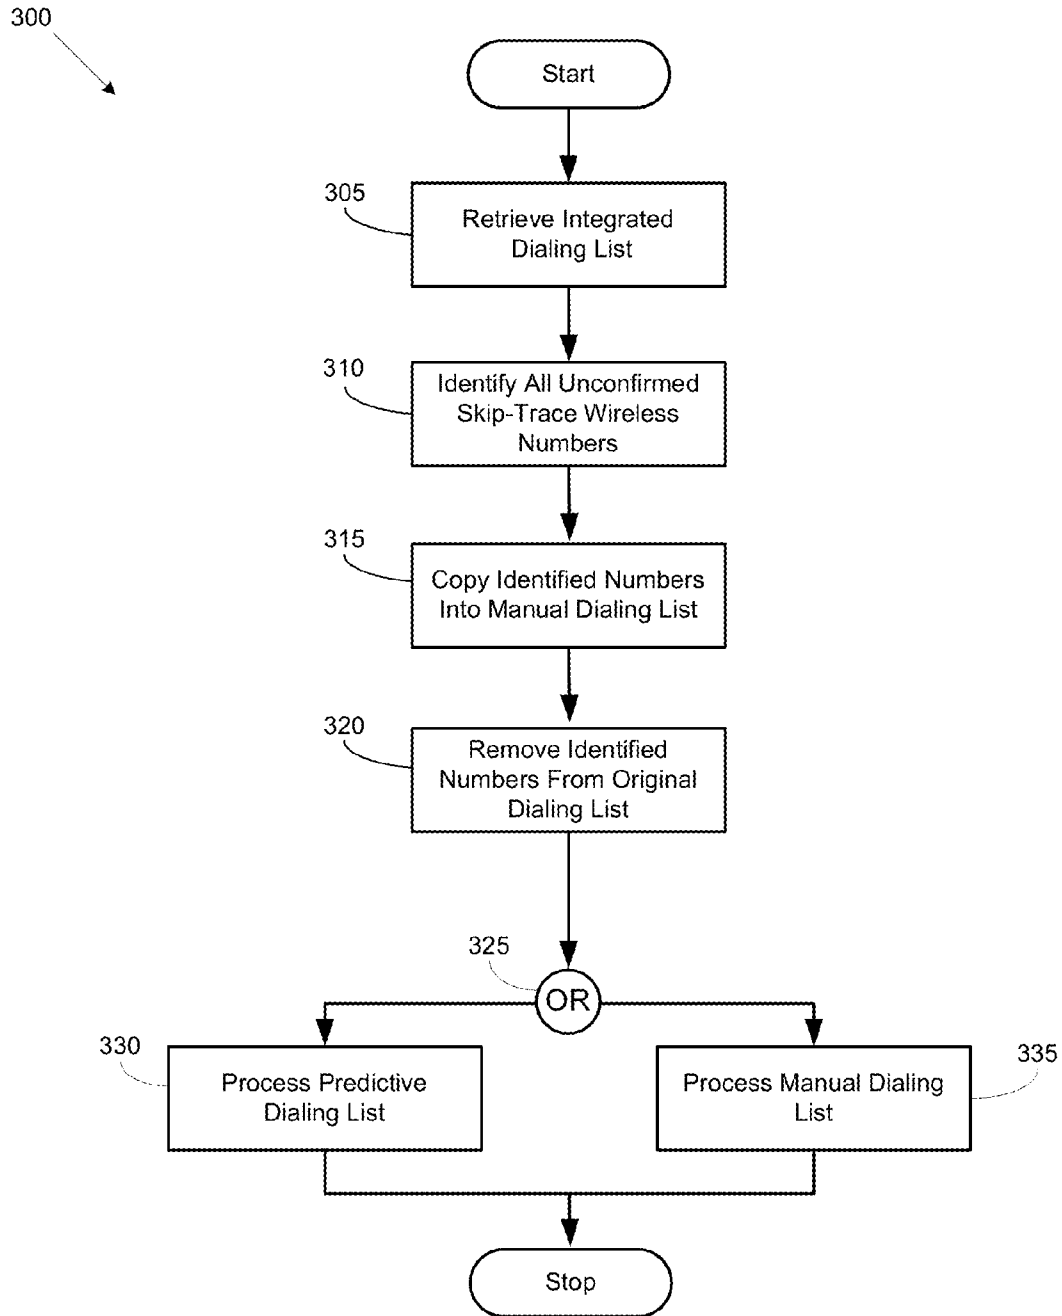 300
Start
305
Retrieve Integrated
Dialing List
310
Identify All Unconfirmed
Skip-Trace Wireless
Numbers
315
Copy Identified Numbers
Into Manual Dialing List
320
Remove Identified
Numbers From Original
Dialing List
325
OR
330
Process Predictive
Dialing List
335
Process Manual Dialing
List
Stop